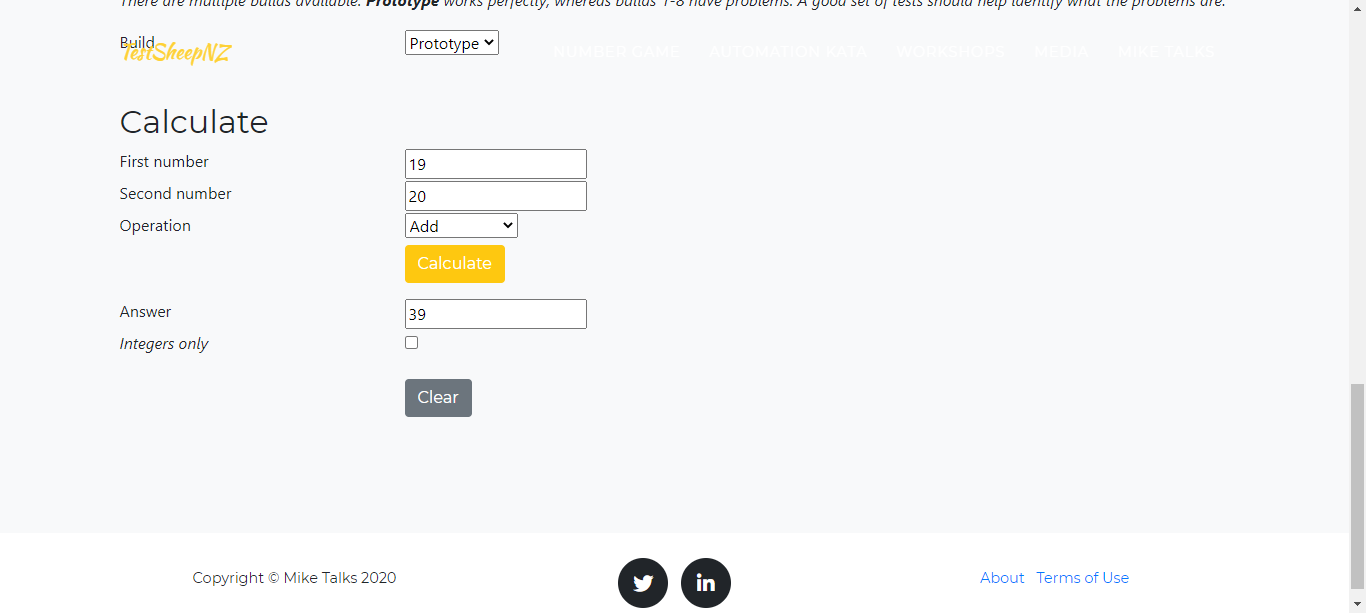 There are multiple builds available. Prototype works perfectly, whereas builds 1-8 have problems. A good set of tests should help identify what the problems are.
Build Prototype
TestSheepNZ NUMBER GAME AUTOMATION KATA WORKSHOPS MEDIA MIKE TALKS
Calculate
First number 19
Second number 20
Operation Add
Calculate
Answer 39
Integers only
Clear
Copyright © Mike Talks 2020 About Terms of Use